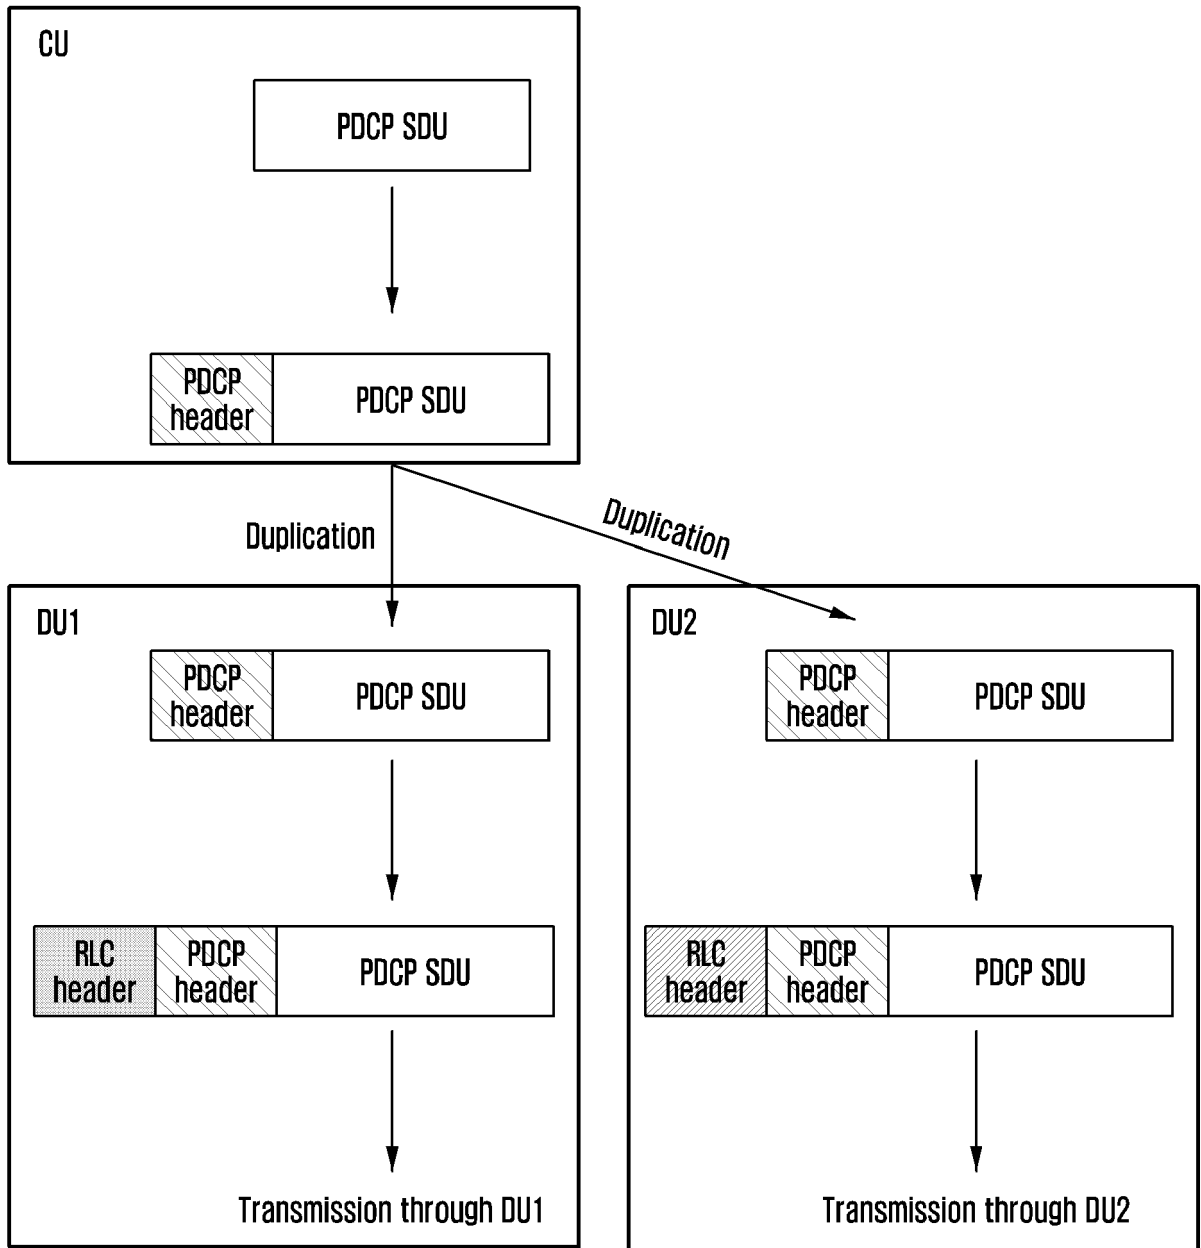 CU
PDCP SDU
PDCP
header
PDCP SDU
Duplication
Duplication
DU1
PDCP
header
PDCP SDU
RLC
header
PDCP
header
PDCP SDU
Transmission through DU1
DU2
PDCP
header
PDCP SDU
RLC
header
PDCP
header
PDCP SDU
Transmission through DU2